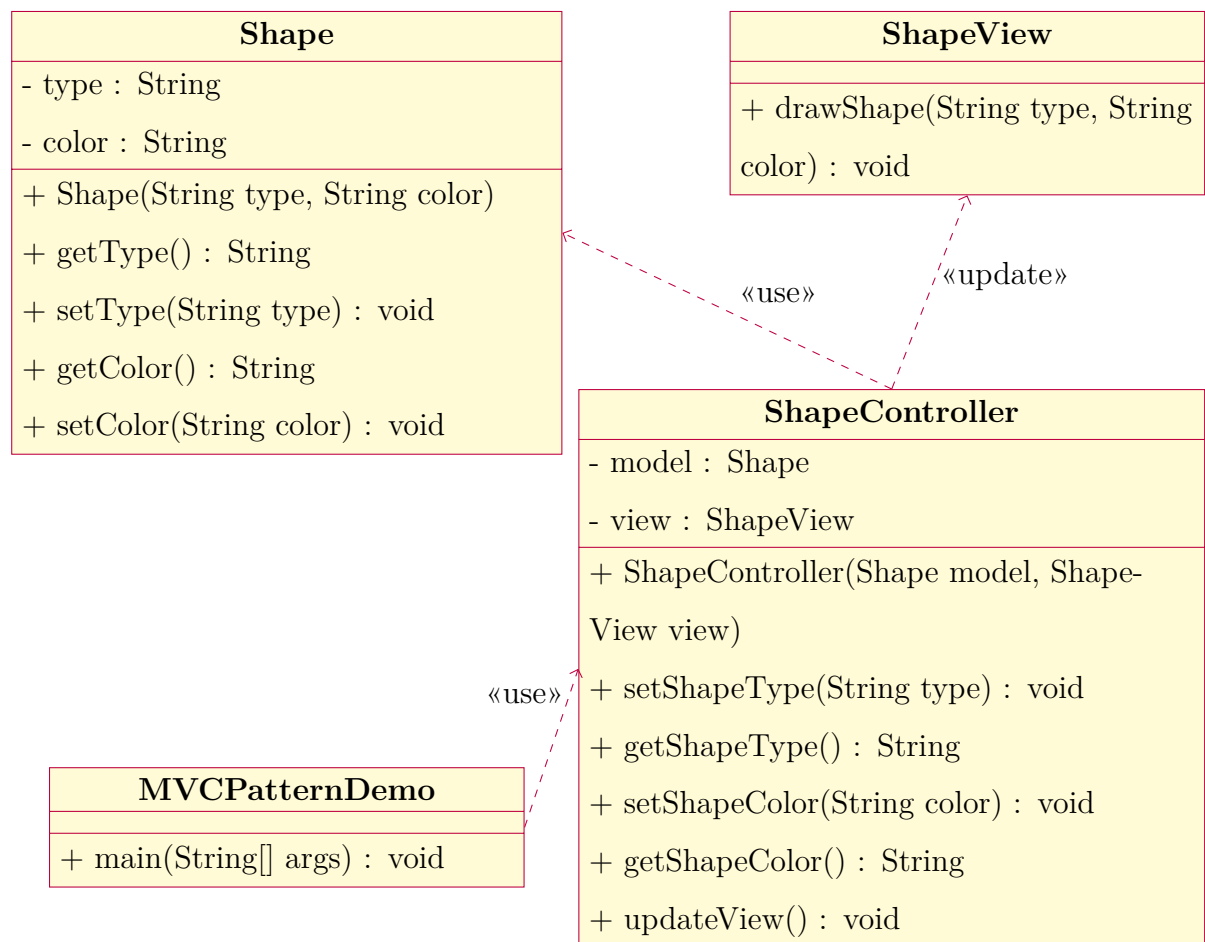 Shape
- type : String
- color : String
+ Shape(String type, String color)
+ getType() : String
+ setType(String type) : void
+ getColor() : String
+ setColor(String color) : void
ShapeView
+ drawShape(String type, String
color) : void
«use»
«update»
ShapeController
- model : Shape
- view : ShapeView
+ ShapeController(Shape model, Shape-
View view)
+ setShapeType(String type) : void
+ getShapeType() : String
+ setShapeColor(String color) : void
+ getShapeColor() : String
+ updateView() : void
«use»
MVCPatternDemo
+ main(String[] args) : void